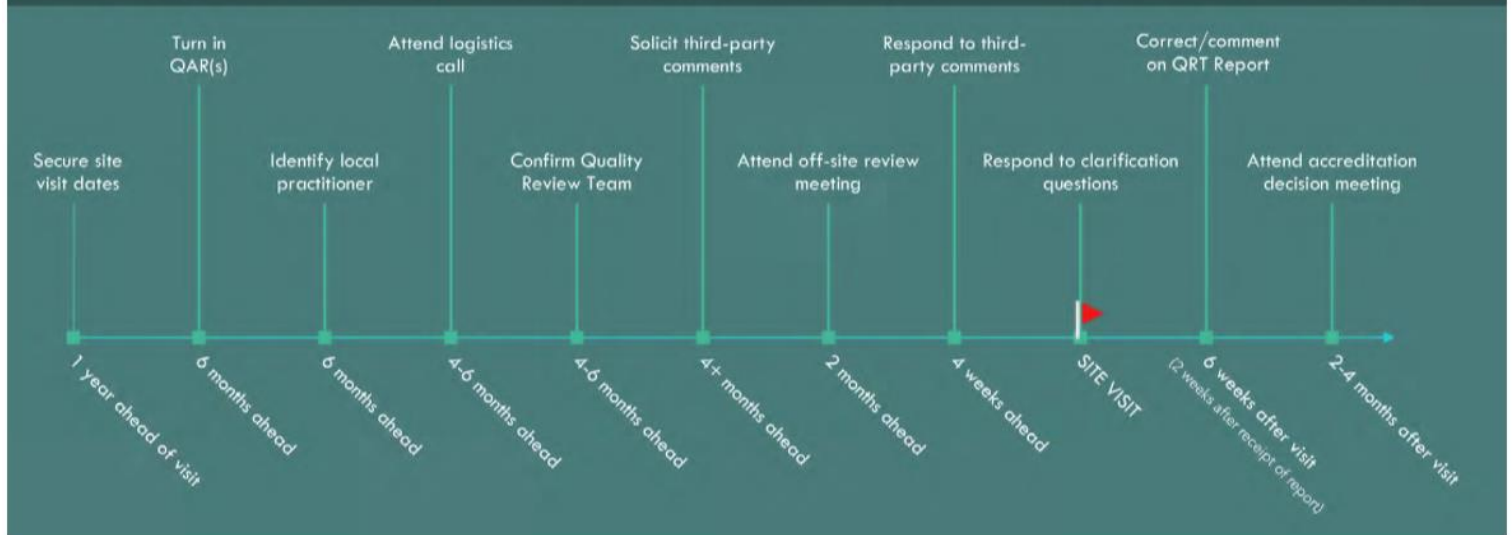 Turn in
QAR(s)
Attend logistics
call
Solicit third-party
comments
Respond to third-
party comments
Correct/comment
on QRT Report
Secure site
visit dates
Identify local
practitioner
Confirm Quality
Review Team
Attend off-site review
meeting
Respond to clarification
questions
Attend accreditation
decision meeting
1 year ahead of visit
6 months ahead
6 months ahead
4-6 months ahead
4-6 months ahead
4+ months ahead
2 months ahead
4 weeks ahead
SITE VISIT
6 weeks after visit
(2 weeks after receipt of report)
2-4 months after visit